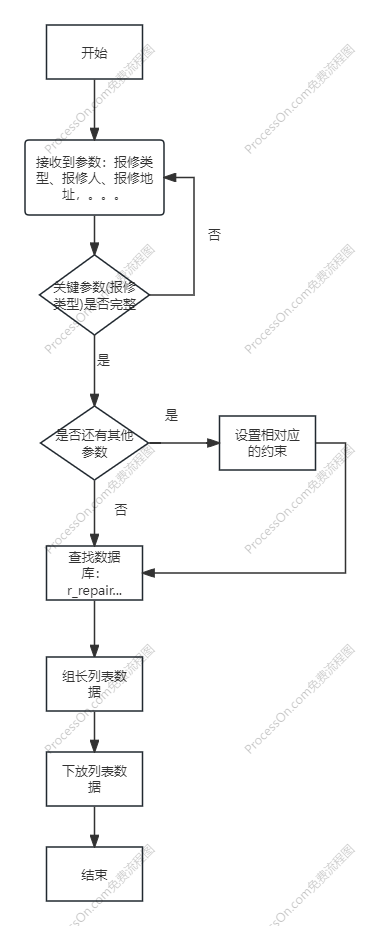 开始
接收到参数：报修类
型、报修人、报修地
址，。。。
否
关键参数(报修
类型)是否完整
是
是
是否还有其他
参数
设置相对应
的约束
否
查找数据
库：
r_repair...
组长列表数
据
下放列表数
据
结束
ProcessOn.com免费流程图
ProcessOn.com免费流程图
ProcessOn.com免费流程图
ProcessOn.com免费流程图
ProcessOn.com免费流程图
ProcessOn.com免费流程图
ProcessOn.com免费流程图
ProcessOn.com免费流程图
ProcessOn.com免费流程图
ProcessOn.com免费流程图